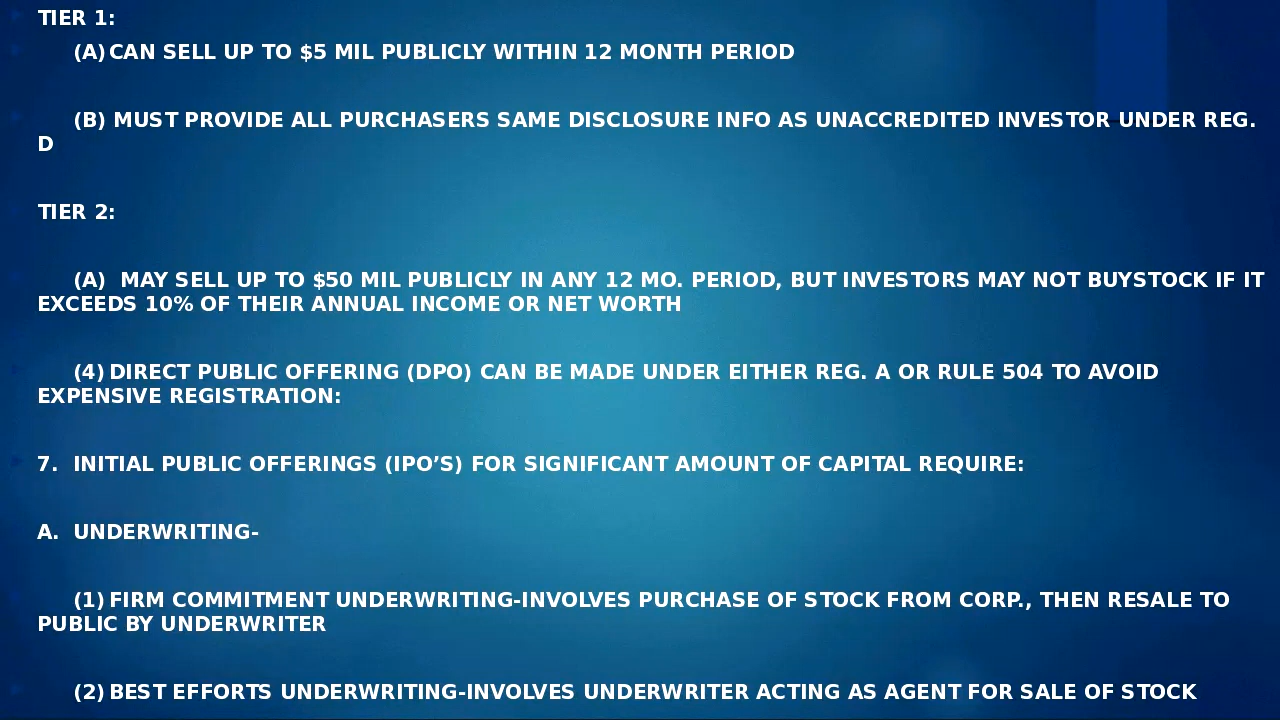 TIER 1:
(A) CAN SELL UP TO $5 MIL PUBLICLY WITHIN 12 MONTH PERIOD
(B) MUST PROVIDE ALL PURCHASERS SAME DISCLOSURE INFO AS UNACCREDITED INVESTOR UNDER REG.
D
TIER 2:
(A) MAY SELL UP TO $50 MIL PUBLICLY IN ANY 12 MO. PERIOD, BUT INVESTORS MAY NOT BUYSTOCK IF IT
EXCEEDS 10% OF THEIR ANNUAL INCOME OR NET WORTH
(4) DIRECT PUBLIC OFFERING (DPO) CAN BE MADE UNDER EITHER REG. A OR RULE 504 TO AVOID
EXPENSIVE REGISTRATION:
7. INITIAL PUBLIC OFFERINGS (IPO’S) FOR SIGNIFICANT AMOUNT OF CAPITAL REQUIRE:
A. UNDERWRITING-
(1) FIRM COMMITMENT UNDERWRITING-INVOLVES PURCHASE OF STOCK FROM CORP., THEN RESALE TO
PUBLIC BY UNDERWRITER
(2) BEST EFFORTS UNDERWRITING-INVOLVES UNDERWRITER ACTING AS AGENT FOR SALE OF STOCK